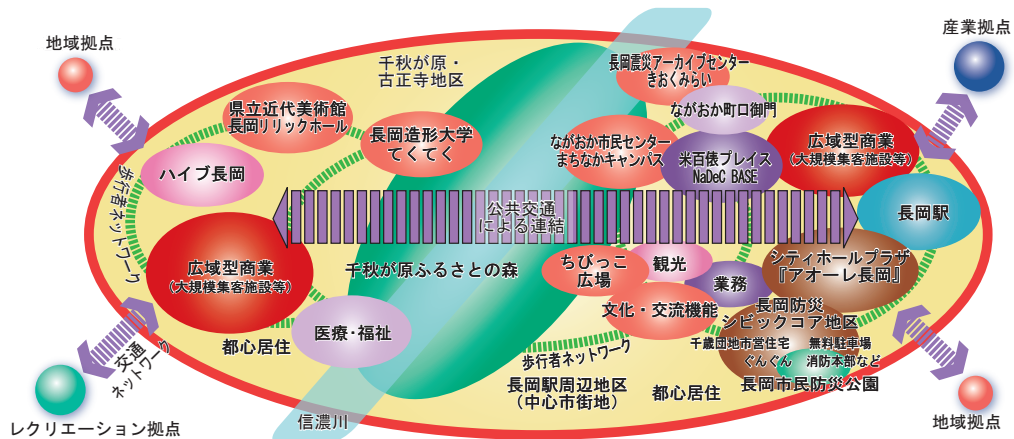 地域拠点
産業拠点
千秋が原・
古正寺地区
長岡震災アーカイブセンター
きおくみらい
県立近代美術館
長岡リリックホール
ながおか町口御門
長岡造形大学
てくてく
ながおか市民センター
まちなかキャンパス
米百俵プレイス
NaDeC BASE
広域型商業
(大規模集客施設等)
ハイブ長岡
歩行者ネットワーク
公共交通
による連結
長岡駅
広域型商業
(大規模集客施設等)
千秋が原ふるさとの森
ちびっこ
広場
観光
業務
シティホールプラザ
『アオーレ長岡』
医療・福祉
文化・交流機能
長岡防災
シビックコア地区
千歳団地市営住宅 無料駐車場
ぐんぐん 消防本部など
長岡市民防災公園
都心居住
歩行者ネットワーク
交通
ネットワーク
長岡駅周辺地区
(中心市街地)
都心居住
レクリエーション拠点
信濃川
地域拠点